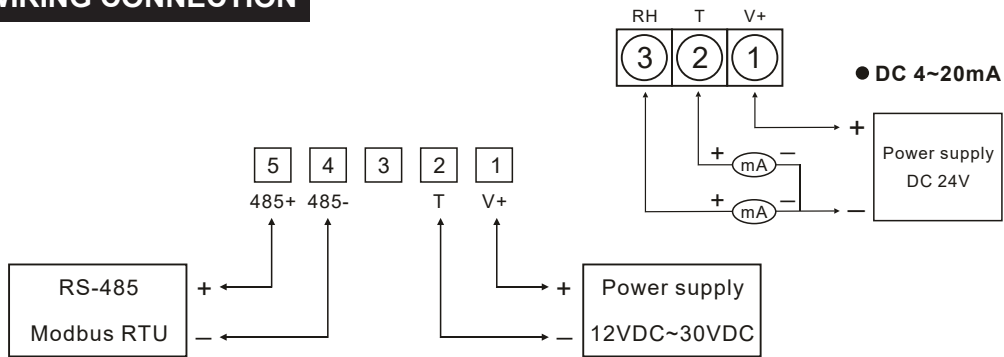 WIRING CONNECTION
RH T V+
3 2 1
● DC 4~20mA
+
Power supply
DC 24V
–
+ mA –
+ mA –
5 4 3 2 1
485+ 485- T V+
RS-485 +
Modbus RTU –
+ Power supply
– 12VDC~30VDC